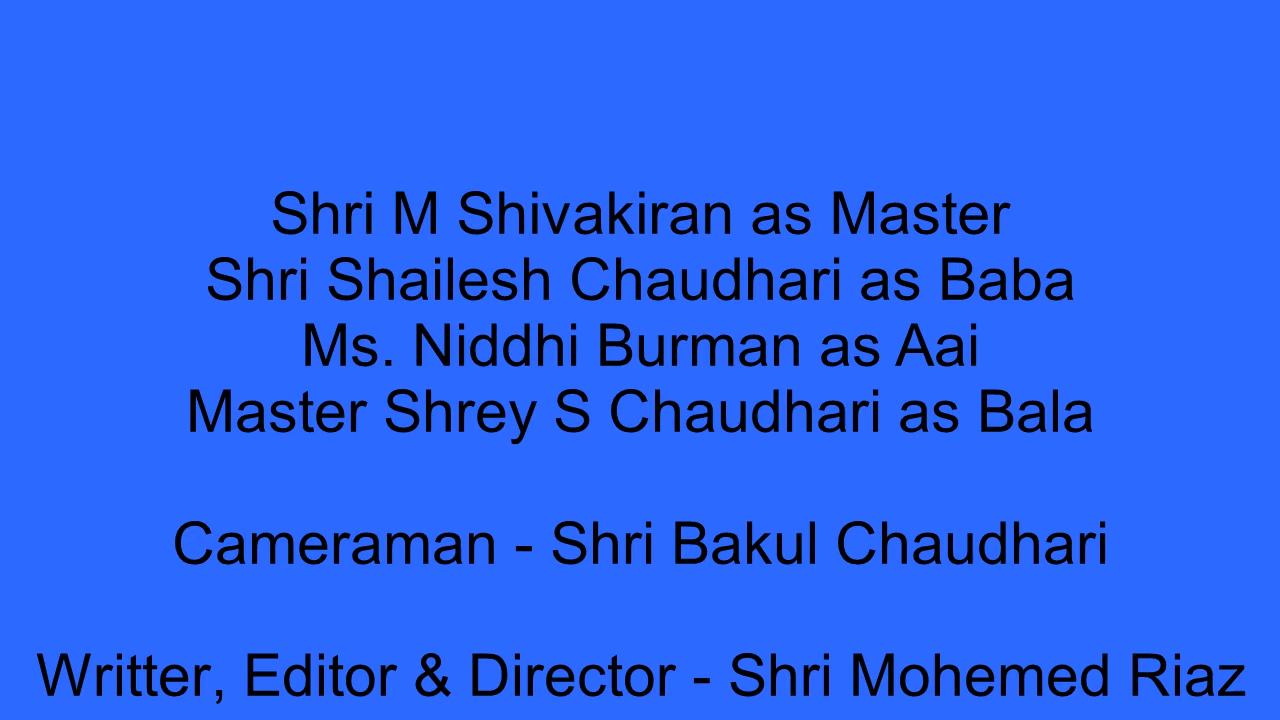 Shri M Shivakiran as Master
Shri Shailesh Chaudhari as Baba
Ms. Niddhi Burman as Aai
Master Shrey S Chaudhari as Bala
Cameraman - Shri Bakul Chaudhari
Writter, Editor & Director - Shri Mohemed Riaz